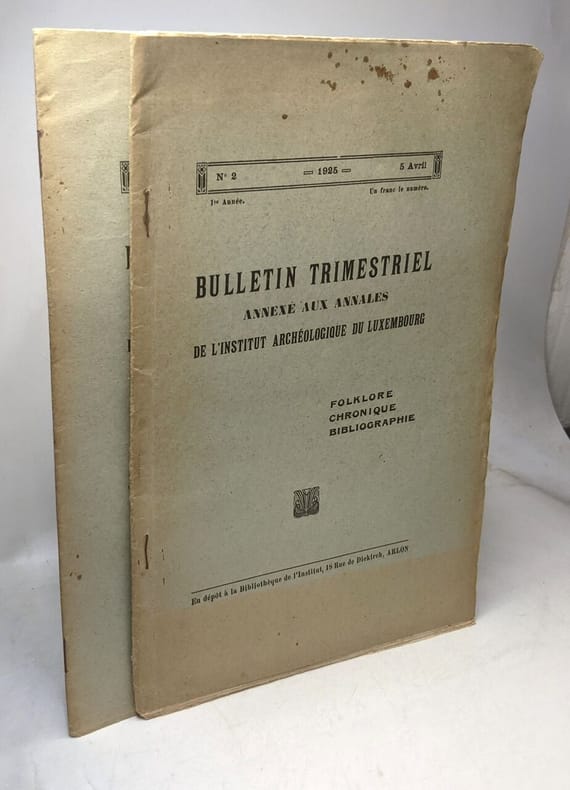 Nº 2 — 1925 — 5 Avril
1re Année. Un franc le numéro.
BULLETIN TRIMESTRIEL
ANNEXÉ AUX ANNALES
DE L'INSTITUT ARCHÉOLOGIQUE DU LUXEMBOURG
FOLKLORE
CHRONIQUE
BIBLIOGRAPHIE
En dépôt à la Bibliothèque de l'Institut, 18 Rue de Diekirch, ARLON